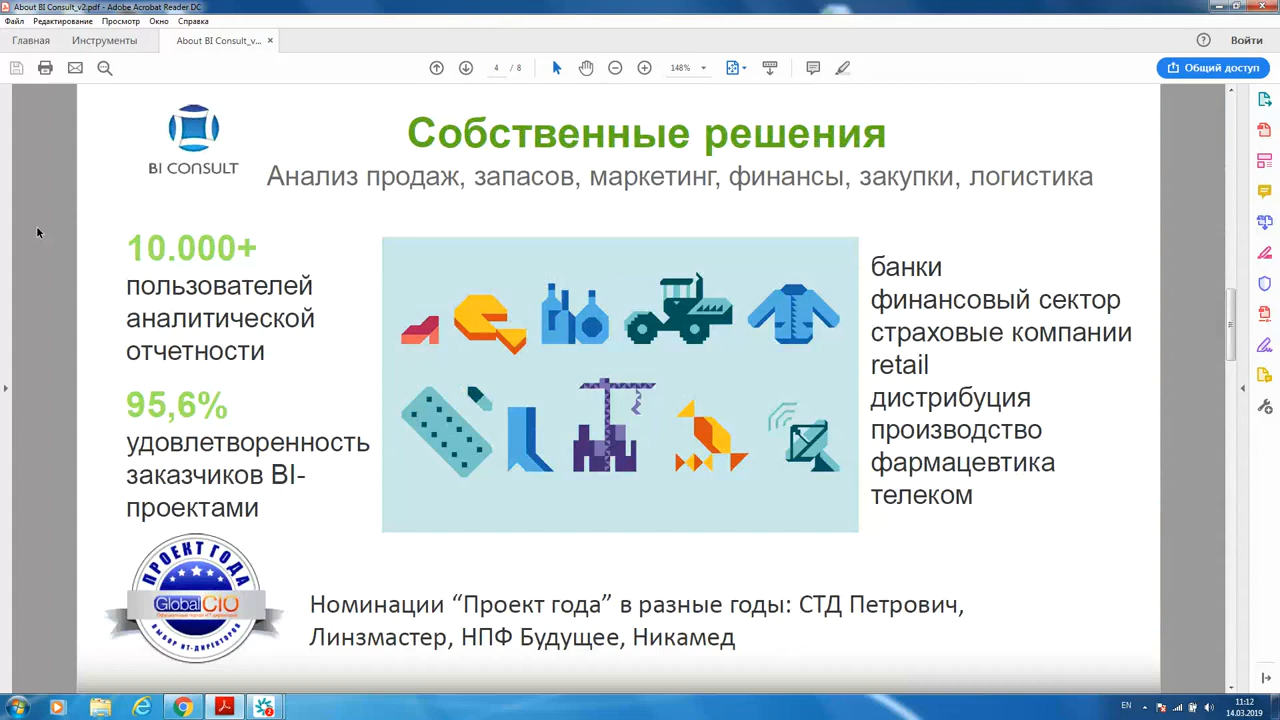 About BI Consult_v2.pdf - Adobe Acrobat Reader DC
Файл Редактирование Просмотр Окно Справка
Главная Инструменты About BI Consult_v... × Войти
4 / 8 148% Общий доступ
BI CONSULT
Собственные решения
Анализ продаж, запасов, маркетинг, финансы, закупки, логистика
10.000+
пользователей
аналитической
отчетности
95,6%
удовлетворенность
заказчиков BI-
проектами
банки
финансовый сектор
страховые компании
retail
дистрибуция
производство
фармацевтика
телеком
ПРОЕКТ ГОДА
GlobalCIO
ВЫБОР ИТ-ДИРЕКТОРОВ
Номинации “Проект года” в разные годы: СТД Петрович,
Линзмастер, НПФ Будущее, Никамед
EN 11:12
14.03.2019